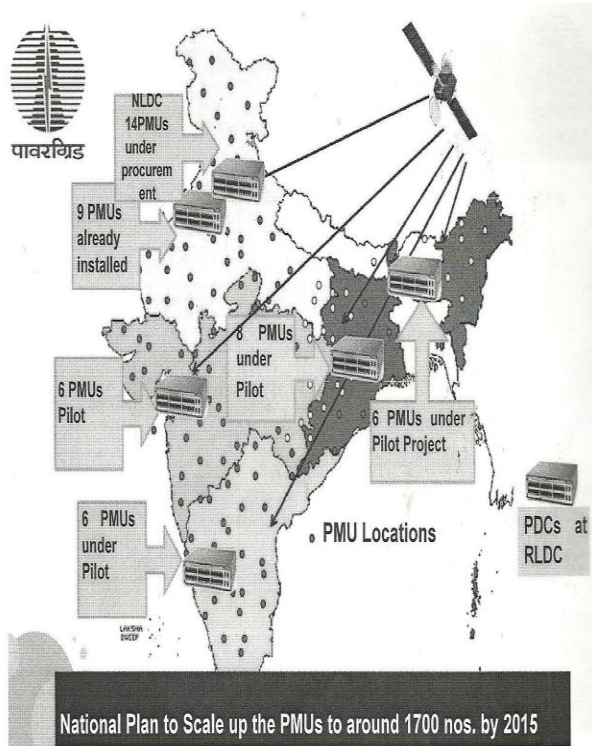 पावरग्रिड
NLDC
14PMUs
under
procurem
ent
9 PMUs
already
installed
8 PMUs
under
Pilot
6 PMUs
Pilot
6 PMUs under
Pilot Project
6 PMUs
under
Pilot
PMU Locations
PDCs at
RLDC
LAKSHA
DWEEP
National Plan to Scale up the PMUs to around 1700 nos. by 2015